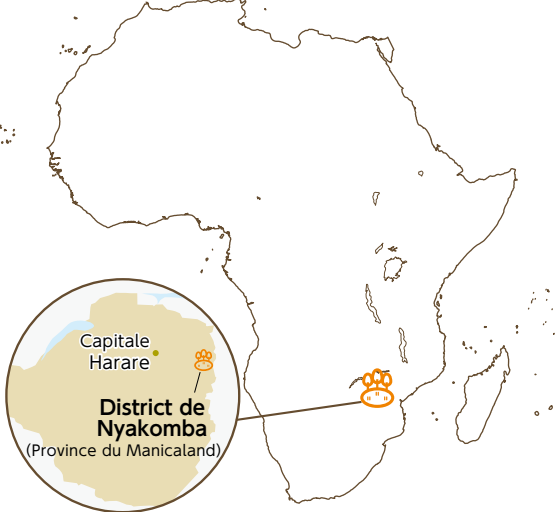 Capitale
Harare
District de
Nyakomba
(Province du Manicaland)